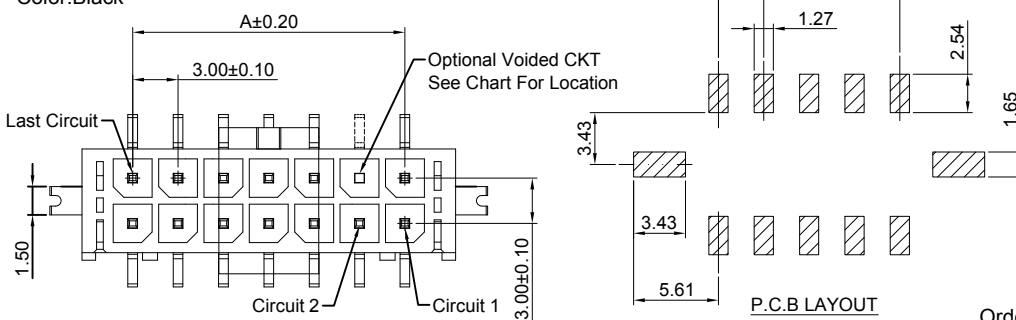 A±0.20
1.27
2.54
3.00±0.10
Optional Voided CKT
See Chart For Location
1.65
Last Circuit
3.43
1.50
3.43
3.00±0.10
5.61
Circuit 2
Circuit 1
P.C.B LAYOUT